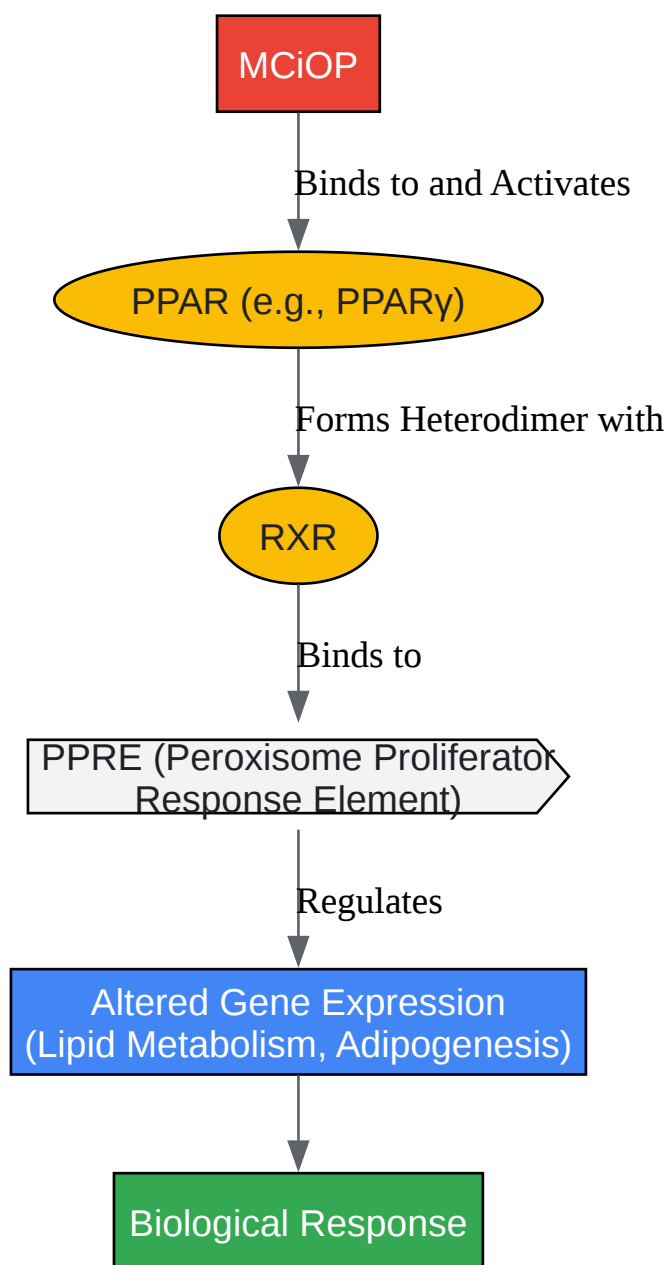 MCiOP
Binds to and Activates
PPAR (e.g., PPARγ)
Forms Heterodimer with
RXR
Binds to
PPRE (Peroxisome Proliferator
Response Element)
Regulates
Altered Gene Expression
(Lipid Metabolism, Adipogenesis)
Biological Response